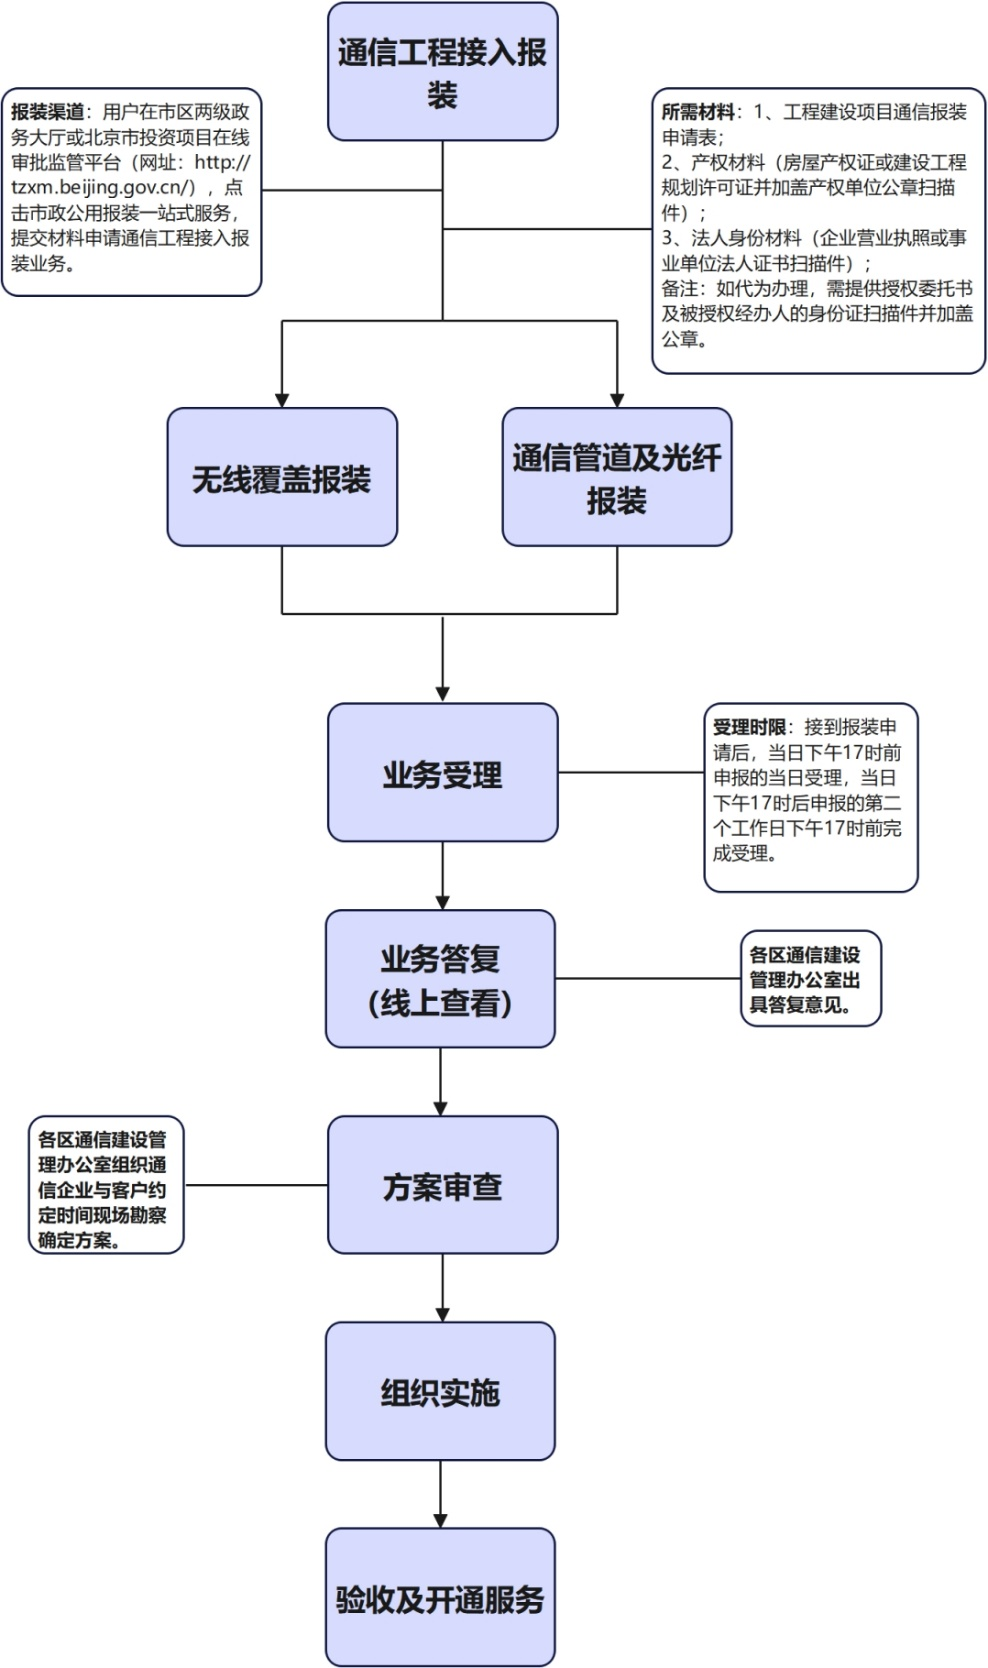 通信工程接入报
装
报装渠道：用户在市区两级政
务大厅或北京市投资项目在线
审批监管平台（网址：http://
tzxm.beijing.gov.cn/），点
击市政公用报装一站式服务，
提交材料申请通信工程接入报
装业务。
所需材料：1、工程建设项目通信报装
申请表；
2、产权材料（房屋产权证或建设工程
规划许可证并加盖产权单位公章扫描
件）；
3、法人身份材料（企业营业执照或事
业单位法人证书扫描件）；
备注：如代为办理，需提供授权委托书
及被授权经办人的身份证扫描件并加盖
公章。
无线覆盖报装
通信管道及光纤
报装
业务受理
受理时限：接到报装申
请后，当日下午17时前
申报的当日受理，当日
下午17时后申报的第二
个工作日下午17时前完
成受理。
业务答复
（线上查看）
各区通信建设
管理办公室出
具答复意见。
各区通信建设管
理办公室组织通
信企业与客户约
定时间现场勘察
确定方案。
方案审查
组织实施
验收及开通服务